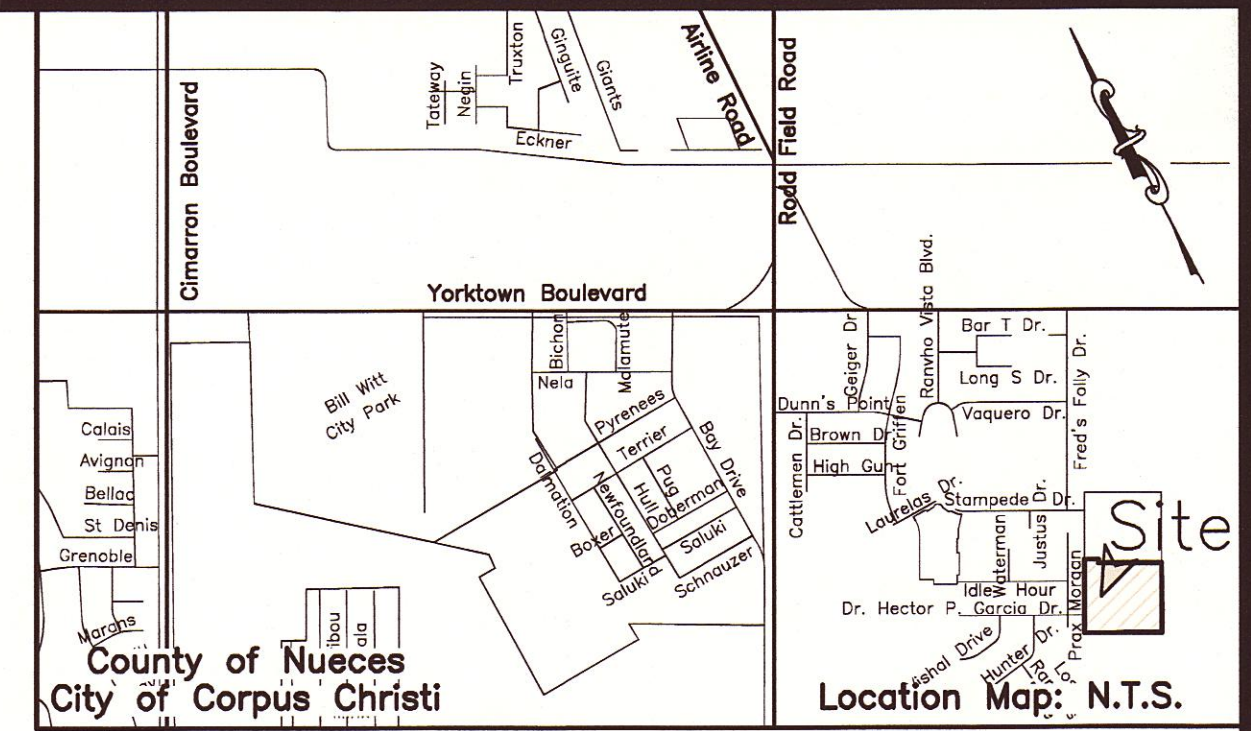 Tateway
Negin
Truxton
Ginguite
Giants
Airline Road
Rodd Field Road
Eckner
Cimarron Boulevard
Yorktown Boulevard
Bill Witt
City Park
Bichon
Malamute
Nela
Pyrenees
Terrier
Bay Drive
Dalmation
Newfoundland
Hull
Pug
Doberman
Boxer
Saluki
Saluki
Schnauzer
Calais
Avignon
Bellac
St Denis
Grenoble
Marans
Geiger Dr
Ranvho Vista Blvd.
Bar T Dr.
Long S Dr.
Fred's Folly Dr.
Dunn's Point
Vaquero Dr.
Cattlemen Dr.
Brown Dr
High Gun
Fort Griffen
Laurelas Dr.
Stampede Dr.
Waterman
Justus Dr.
Site
Idle Hour
Prax Morgan
Dr. Hector P. Garcia Dr.
Hunter Dr.
County of Nueces
City of Corpus Christi
Location Map: N.T.S.